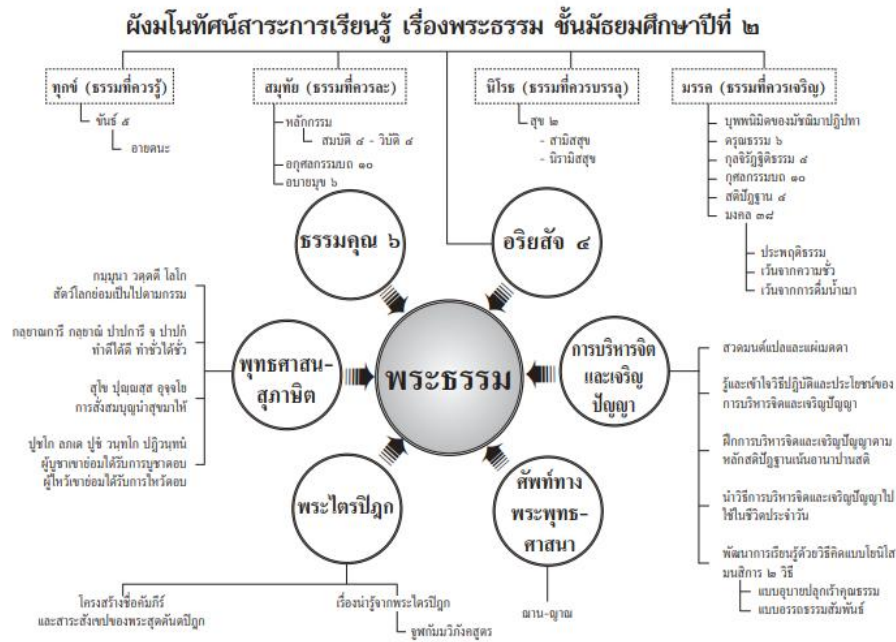 ผังมโนทัศน์สาระการเรียนรู้ เรื่องพระธรรม ชั้นมัธยมศึกษาปีที่ ๒
ทุกข์ (ธรรมที่ควรรู้)
ขันธ์ ๕
อายตนะ
สมุทัย (ธรรมที่ควรละ)
หลักกรรม
สมบัติ ๔ - วิบัติ ๔
อกุศลกรรมบถ ๑๐
อบายมุข ๖
นิโรธ (ธรรมที่ควรบรรลุ)
สุข ๒
- สามิสสุข
- นิรามิสสุข
มรรค (ธรรมที่ควรเจริญ)
บุพพนิมิตของมัชฌิมาปฏิปทา
ดรุณธรรม ๖
กุลจิรัฏฐิติธรรม ๔
กุศลกรรมบถ ๑๐
สติปัฏฐาน ๔
มงคล ๓๘
ประพฤติธรรม
เว้นจากความชั่ว
เว้นจากการดื่มน้ำเมา
ธรรมคุณ ๖
อริยสัจ ๔
กมฺมุนา วตฺตตี โลโก
สัตว์โลกย่อมเป็นไปตามกรรม
กลฺยาณการี กลฺยาณํ ปาปการี จ ปาปกํ
ทำดีได้ดี ทำชั่วได้ชั่ว
สุโข ปุญฺญสฺส อุจฺจโย
การสั่งสมบุญนำสุขมาให้
ปูชโก ลภเต ปูชํ วนฺทโก ปฏิวนฺทนํ
ผู้บูชาเขาย่อมได้รับการบูชาตอบ
ผู้ไหว้เขาย่อมได้รับการไหว้ตอบ
พุทธศาสน-
สุภาษิต
พระธรรม
การบริหารจิต
และเจริญ
ปัญญา
สวดมนต์แปลและแผ่เมตตา
รู้และเข้าใจวิธีปฏิบัติและประโยชน์ของ
การบริหารจิตและเจริญปัญญา
ฝึกการบริหารจิตและเจริญปัญญาตาม
หลักสติปัฏฐานเน้นอานาปานสติ
นำวิธีการบริหารจิตและเจริญปัญญาไป
ใช้ในชีวิตประจำวัน
พัฒนาการเรียนรู้ด้วยวิธีคิดแบบโยนิโส
มนสิการ ๒ วิธี
แบบอุบายปลุกเร้าคุณธรรม
แบบอรรถธรรมสัมพันธ์
พระไตรปิฎก
โครงสร้างชื่อคัมภีร์
และสาระสังเขปของพระสุตตันตปิฎก
เรื่องน่ารู้จากพระไตรปิฎก
จูฬกัมมวิภังคสูตร
ศัพท์ทาง
พระพุทธ-
ศาสนา
ฌาน-ญาณ